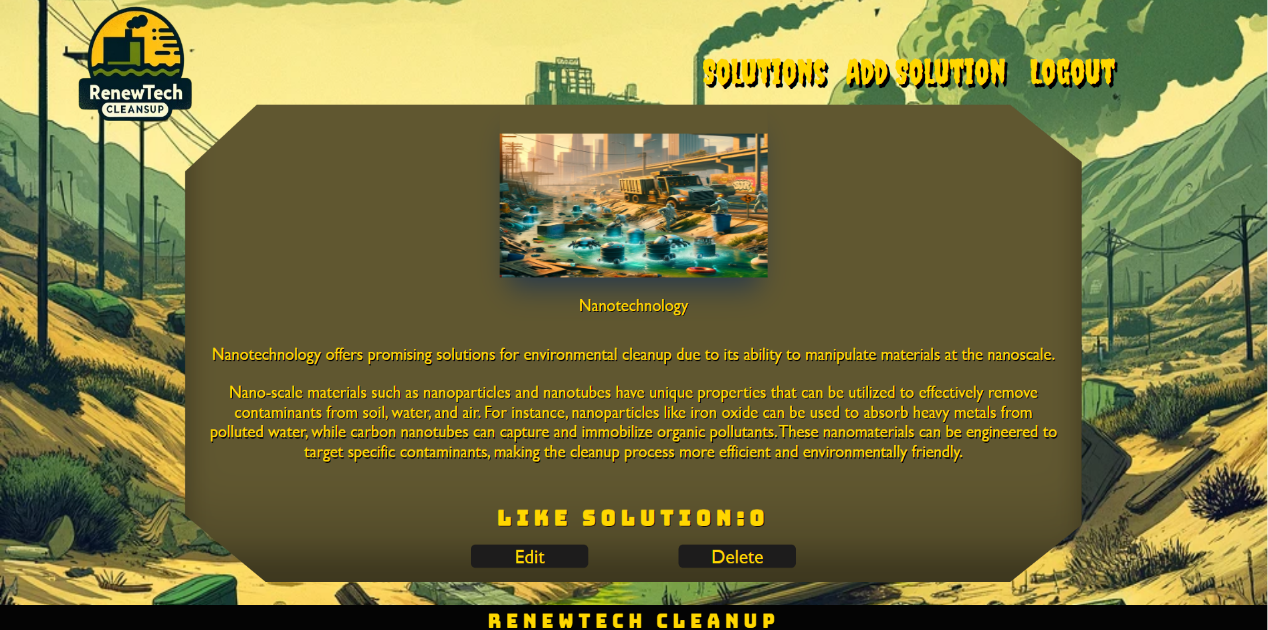 RenewTech
CLEANSUP
SOLUTIONS ADD SOLUTION LOGOUT
Nanotechnology
Nanotechnology offers promising solutions for environmental cleanup due to its ability to manipulate materials at the nanoscale.
Nano-scale materials such as nanoparticles and nanotubes have unique properties that can be utilized to effectively remove
contaminants from soil, water, and air. For instance, nanoparticles like iron oxide can be used to absorb heavy metals from
polluted water, while carbon nanotubes can capture and immobilize organic pollutants. These nanomaterials can be engineered to
target specific contaminants, making the cleanup process more efficient and environmentally friendly.
LIKE SOLUTION:0
Edit Delete
RENEWTECH CLEANUP